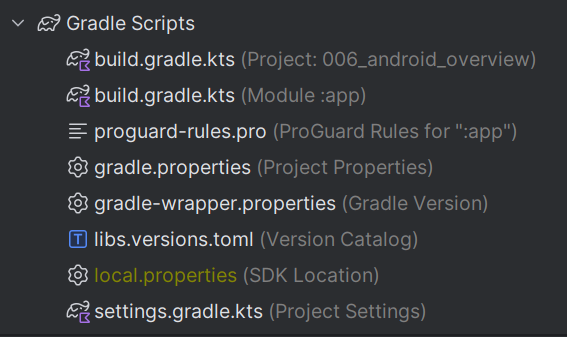 Gradle Scripts
build.gradle.kts (Project: 006_android_overview)
build.gradle.kts (Module :app)
proguard-rules.pro (ProGuard Rules for ":app")
gradle.properties (Project Properties)
gradle-wrapper.properties (Gradle Version)
libs.versions.toml (Version Catalog)
local.properties (SDK Location)
settings.gradle.kts (Project Settings)